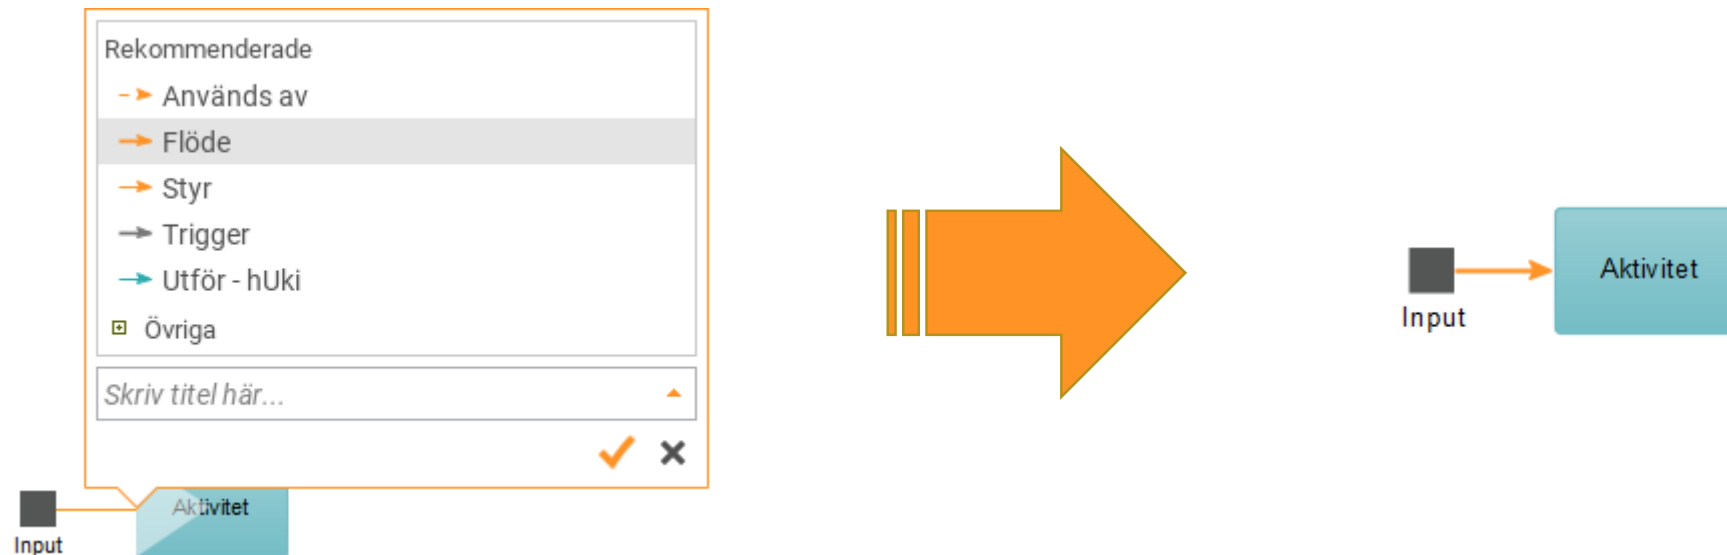 Rekommenderade
Används av
Flöde
Styr
Trigger
Utför - hUki
Övriga
Skriv titel här...
Aktivitet
Input
Aktivitet
Input